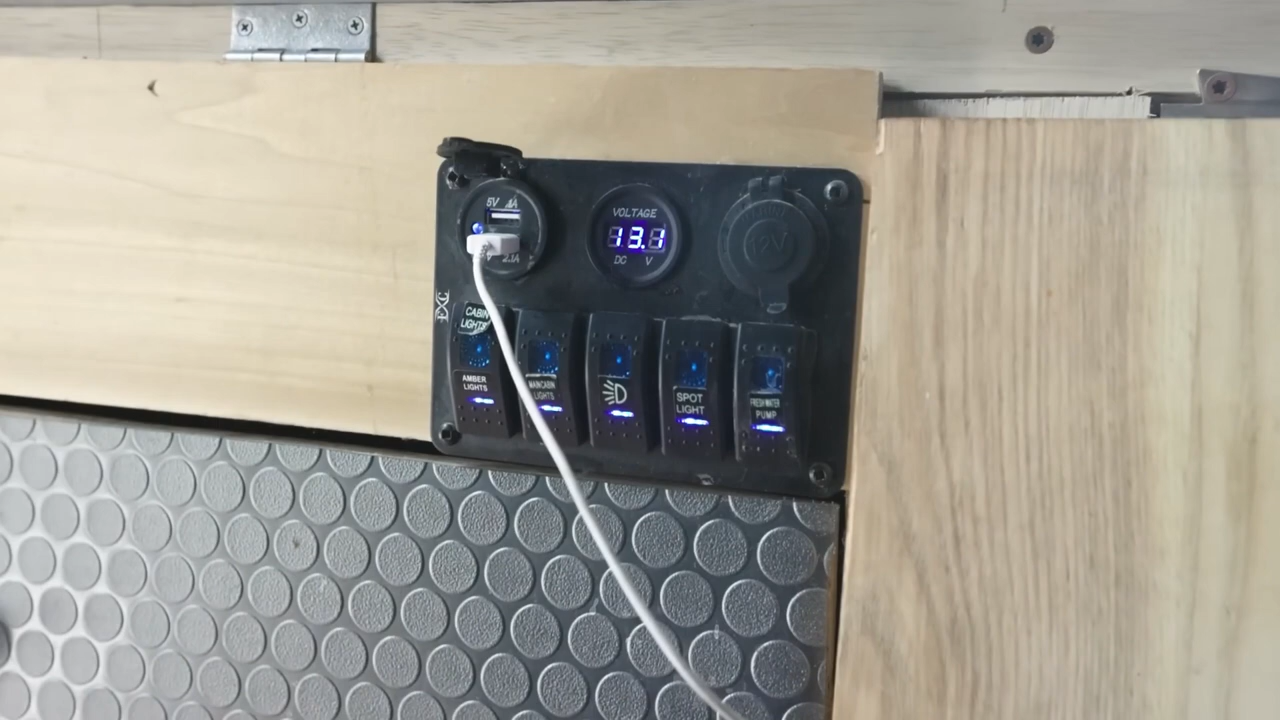 5V
VOLTAGE
13.1
DC V
2.1A
12V
CABIN
LIGHTS
AMBER
LIGHTS
MAIN CABIN
LIGHTS
SPOT
LIGHT
FRESH WATER
PUMP